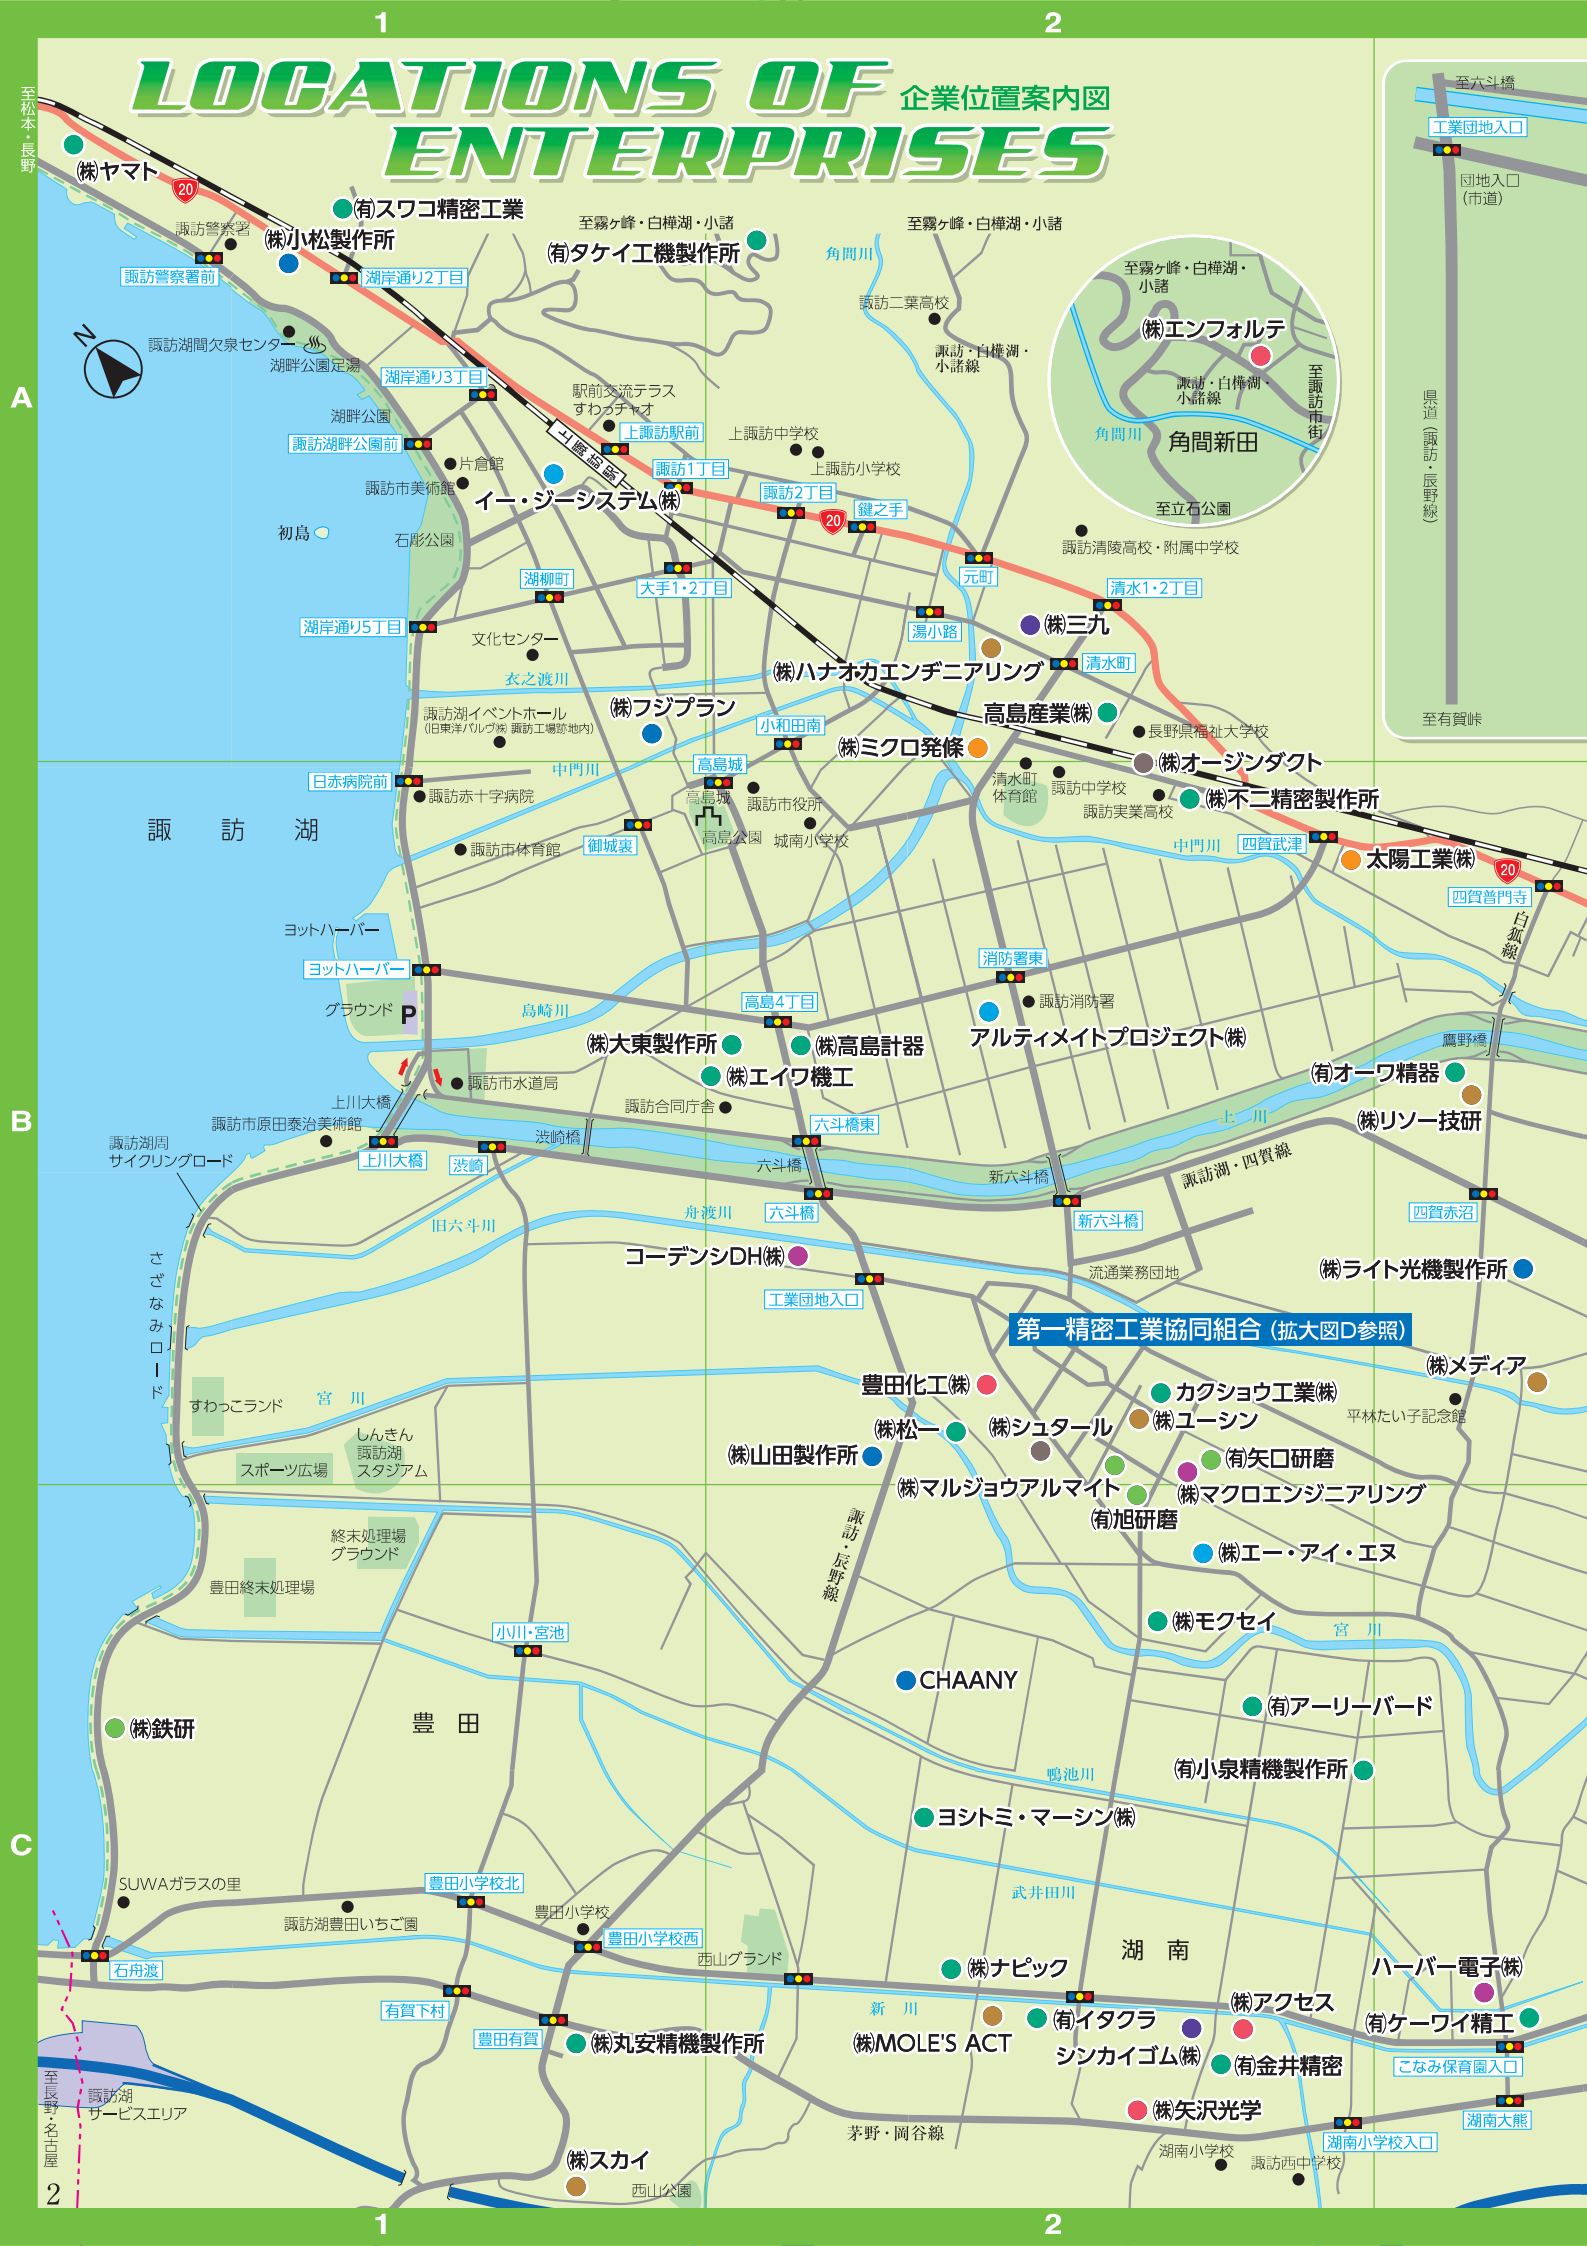 1
2
LOCATIONS OF
企業位置案内図
ENTERPRISES
至松本・長野
㈱ヤマト
20
㈲スワコ精密工業
諏訪警察署
㈱小松製作所
諏訪警察署前
湖岸通り2丁目
至霧ヶ峰・白樺湖・小諸
㈲タケイ工機製作所
至霧ヶ峰・白樺湖・小諸
角間川
諏訪二葉高校
諏訪・白樺湖・
小諸線
至霧ヶ峰・白樺湖・
小諸
㈱エンフォルテ
諏訪・白樺湖・
小諸線
至諏訪市街
角間川
角間新田
至立石公園
至六斗橋
工業団地入口
団地入口
(市道)
県道(諏訪・辰野線)
至有賀峠
N
諏訪湖間欠泉センター
湖畔公園足湯
A
湖岸通り3丁目
湖畔公園
諏訪湖畔公園前
片倉館
諏訪市美術館
駅前交流テラス
すわっチャオ
上諏訪駅前
上諏訪駅
イー・ジーシステム㈱
諏訪1丁目
上諏訪中学校
上諏訪小学校
諏訪2丁目
20
鍵之手
初島
石彫公園
諏訪清陵高校・附属中学校
湖柳町
大手1・2丁目
元町
清水1・2丁目
湖岸通り5丁目
文化センター
湯小路
㈱三九
㈱ハナオカエンヂニアリング
清水町
衣之渡川
諏訪湖イベントホール
(旧東洋バルヴ㈱ 諏訪工場跡地内)
㈱フジプラン
小和田南
高島産業㈱
㈱ミクロ発條
長野県福祉大学校
㈱オージンダクト
日赤病院前
中門川
高島城
高島城
諏訪市役所
清水町
体育館
諏訪中学校
諏訪実業高校
㈱不二精密製作所
諏訪赤十字病院
諏訪湖
諏訪市体育館
御城裏
高島公園
城南小学校
中門川
四賀武津
太陽工業㈱
20
四賀普門寺
白狐線
ヨットハーバー
ヨットハーバー
グラウンド
P
島崎川
消防署東
高島4丁目
諏訪消防署
㈱大東製作所
㈱高島計器
アルティメイトプロジェクト㈱
㈱エイワ機工
鷹野橋
㈲オーワ精器
㈱リソー技研
B
諏訪市水道局
上川大橋
諏訪市原田泰治美術館
諏訪湖周
サイクリングロード
上川大橋
渋崎
渋崎橋
諏訪合同庁舎
六斗橋東
六斗橋
六斗橋
新六斗橋
新六斗橋
上川
諏訪湖・四賀線
四賀赤沼
旧六斗川
舟渡川
コーデンシDH㈱
工業団地入口
流通業務団地
㈱ライト光機製作所
さざなみロード
第一精密工業協同組合(拡大図D参照)
㈱メディア
平林たい子記念館
すわっこランド
宮川
しんきん
諏訪湖
スタジアム
スポーツ広場
豊田化工㈱
㈱松一
㈱山田製作所
㈱シュタール
カクショウ工業㈱
㈱ユーシン
㈲矢口研磨
㈱マルジョウアルマイト
㈱マクロエンジニアリング
㈲旭研磨
諏訪・辰野線
㈱エー・アイ・エヌ
終末処理場
グラウンド
豊田終末処理場
小川・宮池
㈱モクセイ
宮川
CHAANY
㈲アーリーバード
㈱鉄研
豊田
㈲小泉精機製作所
鴨池川
ヨシトミ・マーシン㈱
C
SUWAガラスの里
豊田小学校北
諏訪湖豊田いちご園
豊田小学校
豊田小学校西
武井田川
西山グランド
㈱ナピック
湖南
ハーバー電子㈱
石舟渡
有賀下村
豊田有賀
㈱丸安精機製作所
新川
㈱MOLE'S ACT
㈲イタクラ
㈱アクセス
シンカイゴム㈱
㈲金井精密
㈲ケーワイ精工
こなみ保育園入口
諏訪湖
サービスエリア
至長野・名古屋
㈱矢沢光学
湖南大熊
茅野・岡谷線
湖南小学校入口
湖南小学校
諏訪西中学校
㈱スカイ
西山公園
2
1
2